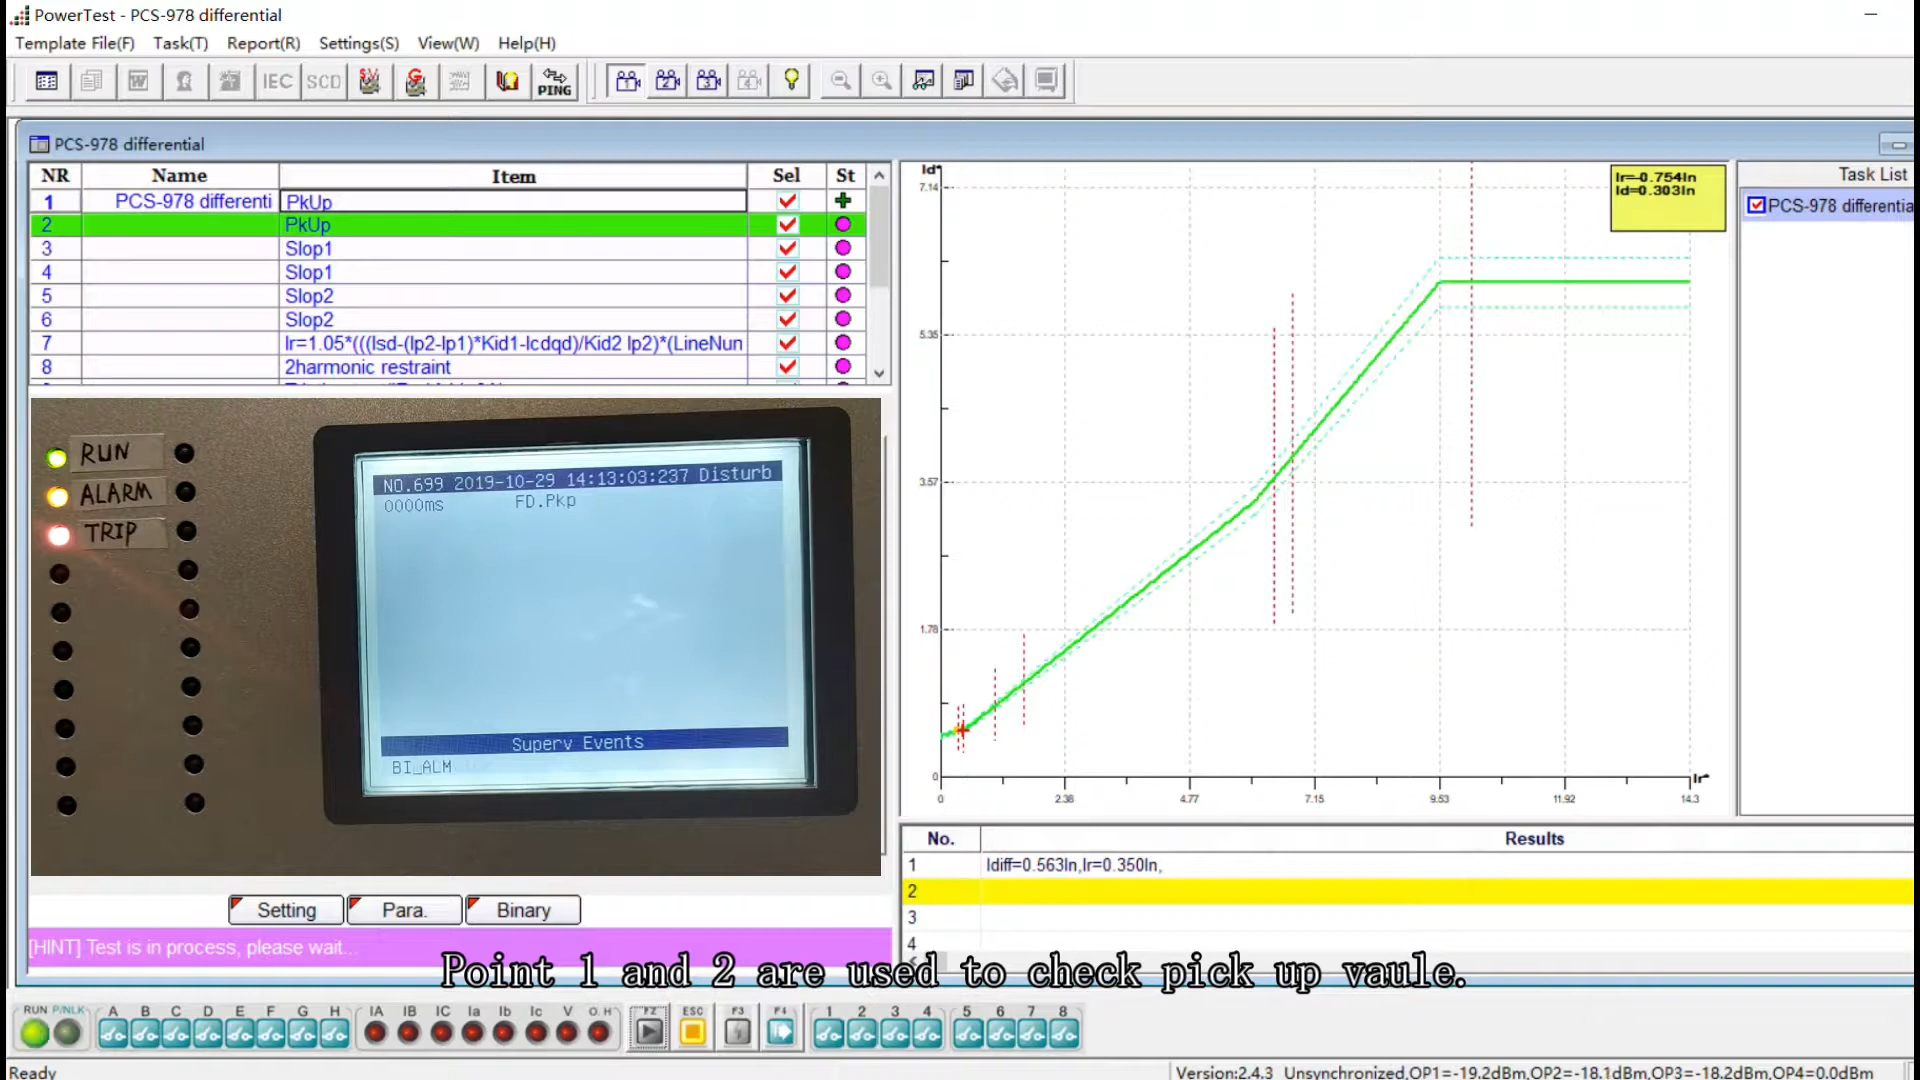 PowerTest - PCS-978 differential
Template File(F) Task(T) Report(R) Settings(S) View(W) Help(H)
IEC SCD SV G PING 1 2 3 4
PCS-978 differential
NR Name Item Sel St
1 PCS-978 differenti PkUp
2 PkUp
3 Slop1
4 Slop1
5 Slop2
6 Slop2
7 Ir=1.05*(((Isd-(Ip2-Ip1)*Kid1-Icdqd)/Kid2 Ip2)*(LineNun
8 2harmonic restraint
RUN
ALARM
TRIP
NO.699 2019-10-29 14:13:03:237 Disturb
0000ms FD.Pkp
Superv Events
BI_ALM
Setting Para. Binary
[HINT] Test is in process, please wait...
Id*
7.14
5.35
3.57
1.78
0
0 2.38 4.77 7.15 9.53 11.92 14.3
Ir*
Ir=0.754In
Id=0.303In
Task List
PCS-978 differentia
No. Results
1 Idiff=0.563In,Ir=0.350In,
2
3
4
Point 1 and 2 are used to check pick up vaule.
RUN P/NLK A B C D E F G H IA IB IC Ia Ib Ic V O.H F2 ESC F3 F4 1 2 3 4 5 6 7 8
Ready
Version:2.4.3 Unsynchronized,OP1=-19.2dBm,OP2=-18.1dBm,OP3=-18.2dBm,OP4=0.0dBm